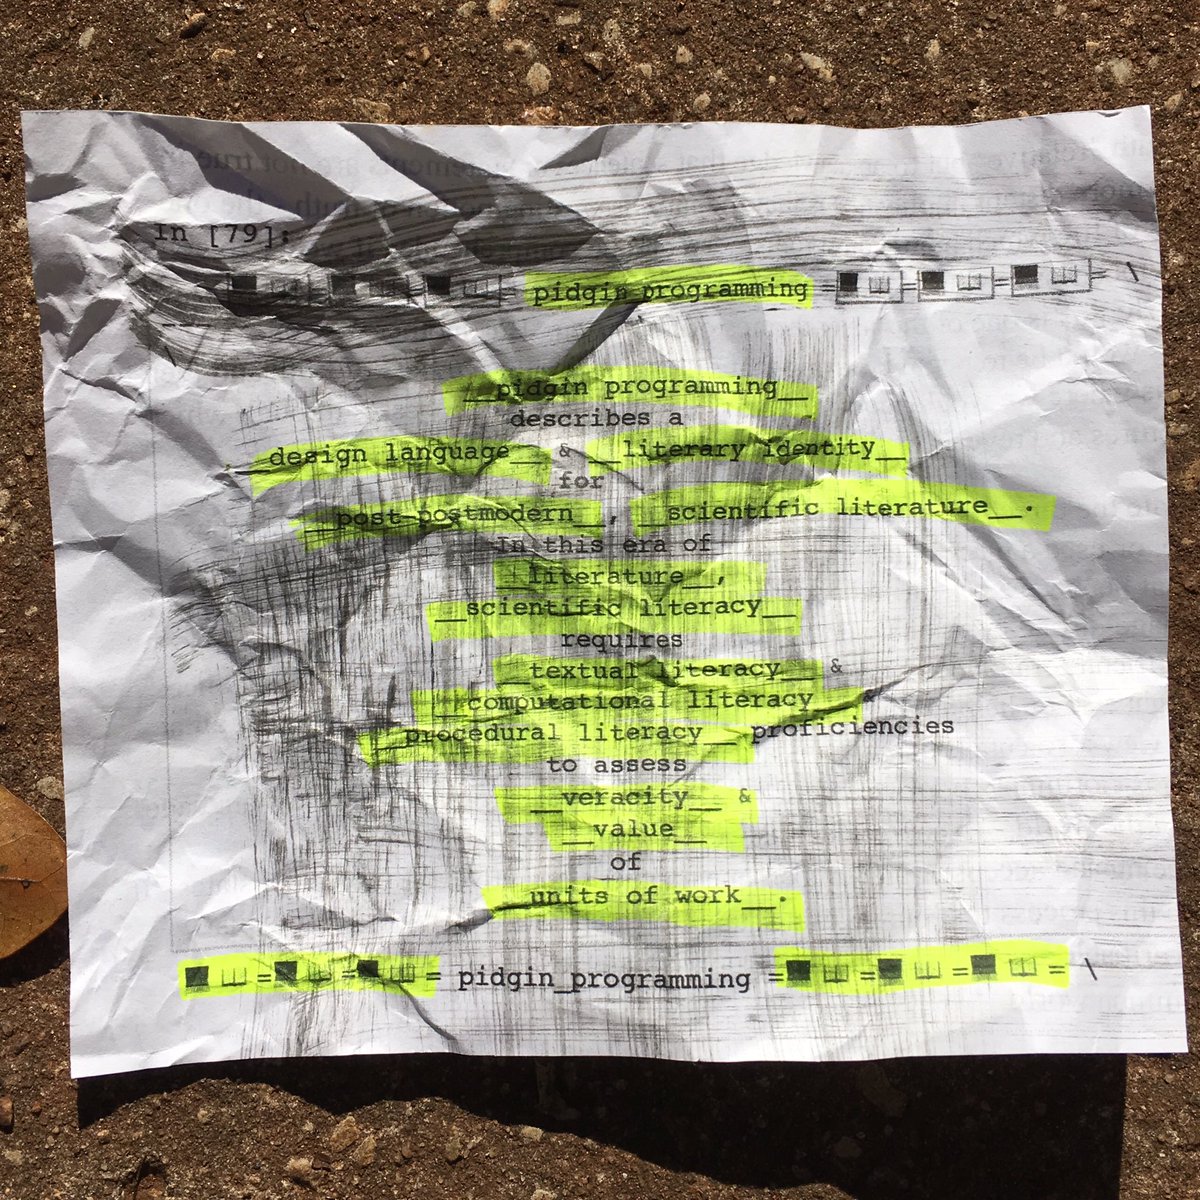 In [79]:
= pidgin programming =💻📖=💻📖=💻📖= \
\
__pidgin programming__
describes a
__design language__ & __literary identity__
for
__post-postmodern__, __scientific literature__.
In this era of
__literature__,
__scientific literacy__
requires
__textual literacy__ &
__computational literacy__ &
__procedural literacy__ proficiencies
to assess
__veracity__ &
__value__
of
__units of work__.
💻📖=💻📖=💻📖= pidgin_programming =💻📖=💻📖=💻📖= \